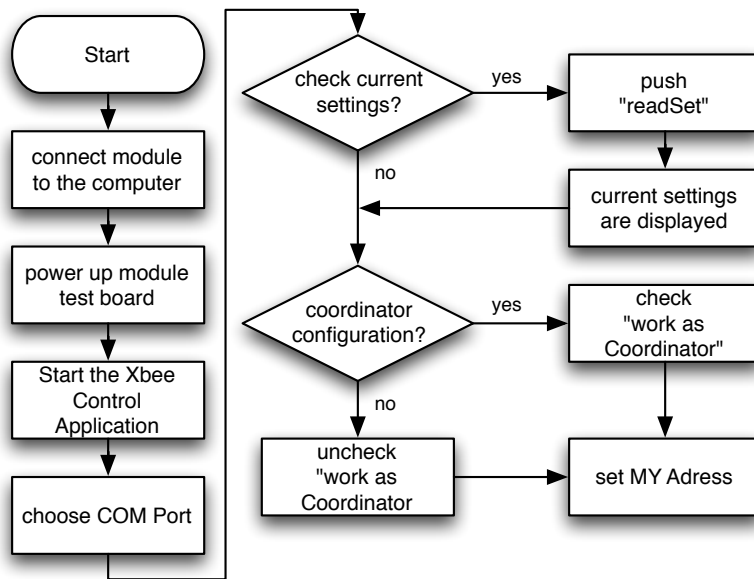 Start
connect module
to the computer
power up module
test board
Start the Xbee
Control
Application
choose COM Port
check current
settings?
yes
push
"readSet"
no
current settings
are displayed
coordinator
configuration?
yes
check
"work as
Coordinator"
no
uncheck
"work as
Coordinator
set MY Adress